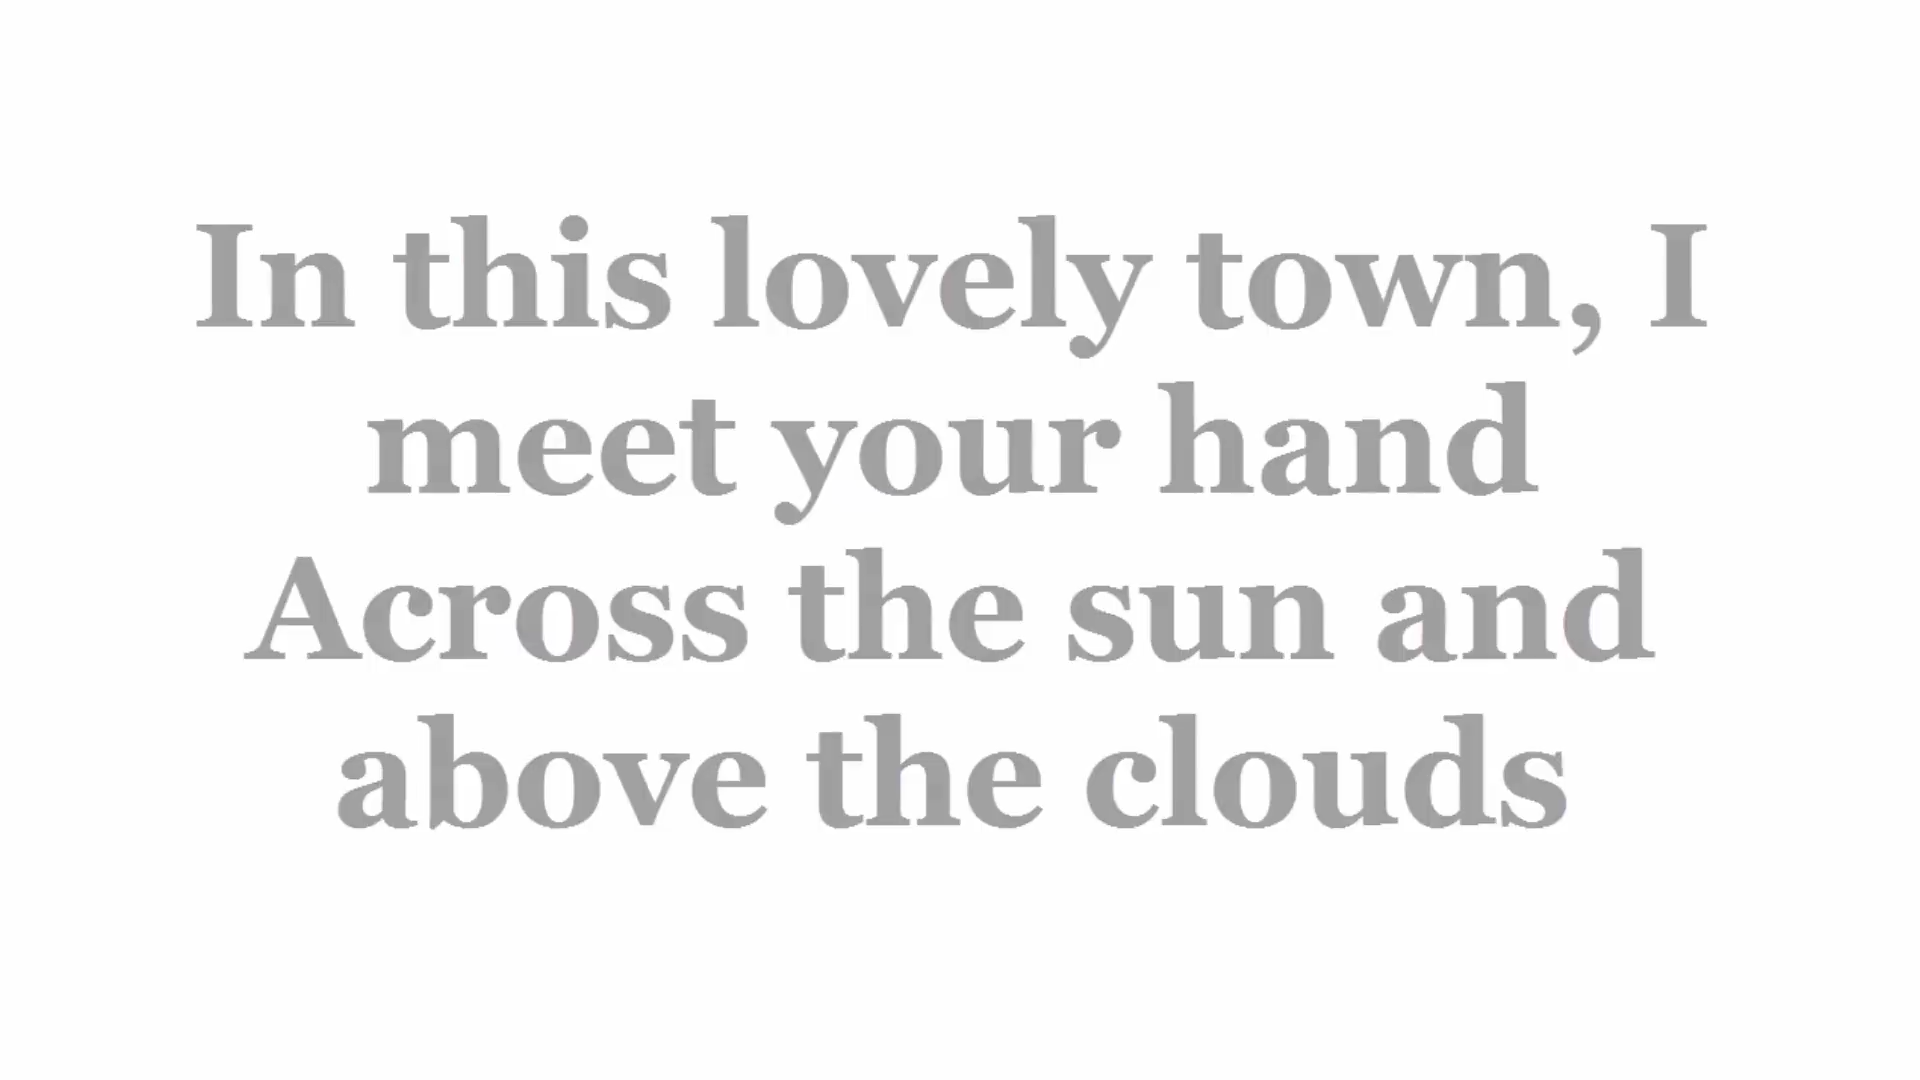 In this lovely town, I
meet your hand
Across the sun and
above the clouds